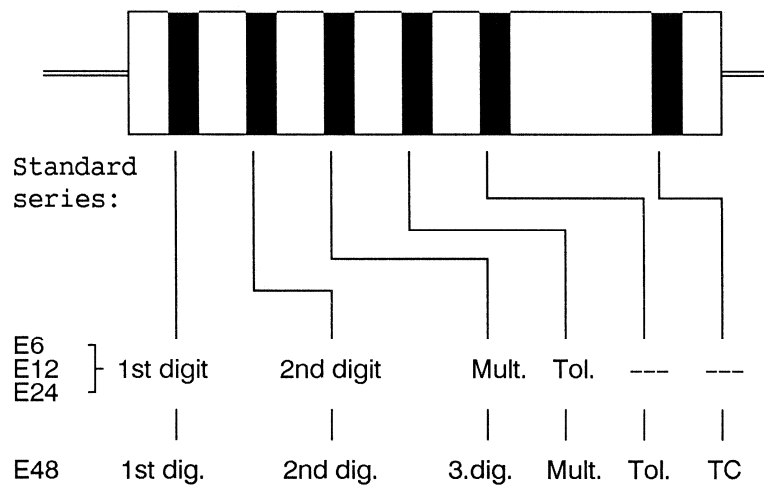 Standard
series:
E6
E12 1st digit 2nd digit Mult. Tol. --- ---
E24
E48 1st dig. 2nd dig. 3.dig. Mult. Tol. TC